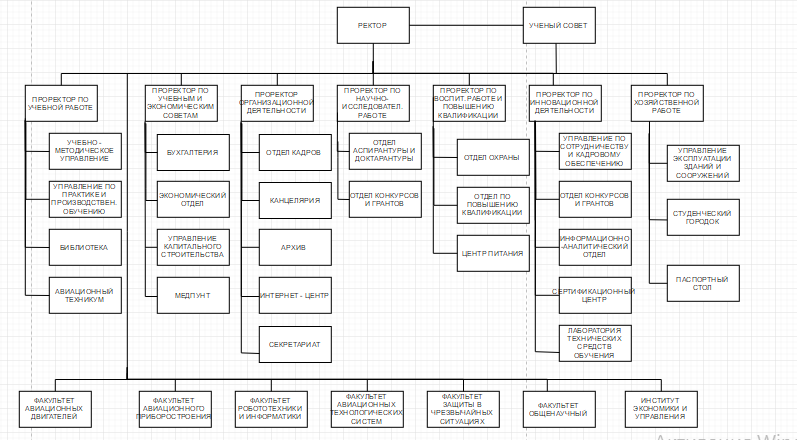 РЕКТОР
УЧЕНЫЙ СОВЕТ
ПРОРЕКТОР ПО
УЧЕБНОЙ РАБОТЕ
ПРОРЕКТОР ПО
УЧЕБНЫМ И
ЭКОНОМИЧЕСКИМ
СОВЕТАМ
ПРОРЕКТОР
ОРГАНИЗАЦИОННОЙ
ДЕЯТЕЛЬНОСТИ
ПРОРЕКТОР ПО
НАУЧНО-
ИССЛЕДОВАТЕЛ.
РАБОТЕ
ПРОРЕКТОР ПО
ВОСПИТ. РАБОТЕ И
ПОВЫШЕНИЮ
КВАЛИФИКАЦИИ
ПРОРЕКТОР ПО
ИННОВАЦИОННОЙ
ДЕЯТЕЛЬНОСТИ
ПРОРЕКТОР ПО
ХОЗЯЙСТВЕННОЙ
РАБОТЕ
УЧЕБНО -
МЕТОДИЧЕСКОЕ
УПРАВЛЕНИЕ
УПРАВЛЕНИЕ ПО
ПРАКТИКЕ И
ПРОИЗВОДСТВЕН.
ОБУЧЕНИЮ
БИБЛИОТЕКА
АВИАЦИОННЫЙ
ТЕХНИКУМ
БУХГАЛТЕРИЯ
ЭКОНОМИЧЕСКИЙ
ОТДЕЛ
УПРАВЛЕНИЕ
КАПИТАЛЬНОГО
СТРОИТЕЛЬСТВА
МЕДПУНТ
ОТДЕЛ КАДРОВ
КАНЦЕЛЯРИЯ
АРХИВ
ИНТЕРНЕТ - ЦЕНТР
СЕКРЕТАРИАТ
ОТДЕЛ
АСПИРАНТУРЫ И
ДОКТАРАНТУРЫ
ОТДЕЛ КОНКУРСОВ
И ГРАНТОВ
ОТДЕЛ ОХРАНЫ
ОТДЕЛ ПО
ПОВЫШЕНИЮ
КВАЛИФИКАЦИИ
ЦЕНТР ПИТАНИЯ
УПРАВЛЕНИЕ ПО
СОТРУДНИЧЕСТВУ
И КАДРОВОМУ
ОБЕСПЕЧЕНИЮ
ОТДЕЛ КОНКУРСОВ
И ГРАНТОВ
ИНФОРМАЦИОННО
-АНАЛИТИЧЕСКИЙ
ОТДЕЛ
СЕРТИФИКАЦИОННЫЙ
ЦЕНТР
ЛАБОРАТОРИЯ
ТЕХНИЧЕСКИХ
СРЕДСТВ
ОБУЧЕНИЯ
УПРАВЛЕНИЕ
ЭКСПЛУАТАЦИИ
ЗДАНИЙ И
СООРУЖЕНИЙ
СТУДЕНЧЕСКИЙ
ГОРОДОК
ПАСПОРТНЫЙ
СТОЛ
ФАКУЛЬТЕТ
АВИАЦИОННЫХ
ДВИГАТЕЛЕЙ
ФАКУЛЬТЕТ
АВИАЦИОННОГО
ПРИБОРОСТРОЕНИЯ
ФАКУЛЬТЕТ
РОБОТОТЕХНИКИ
И ИНФОРМАТИКИ
ФАКУЛЬТЕТ
АВИАЦИОННЫХ
ТЕХНОЛОГИЧЕСКИХ
СИСТЕМ
ФАКУЛЬТЕТ
ЗАЩИТЫ В
ЧРЕЗВЫЧАЙНЫХ
СИТУАЦИЯХ
ФАКУЛЬТЕТ
ОБЩЕНАУЧНЫЙ
ИНСТИТУТ
ЭКОНОМИКИ И
УПРАВЛЕНИЯ